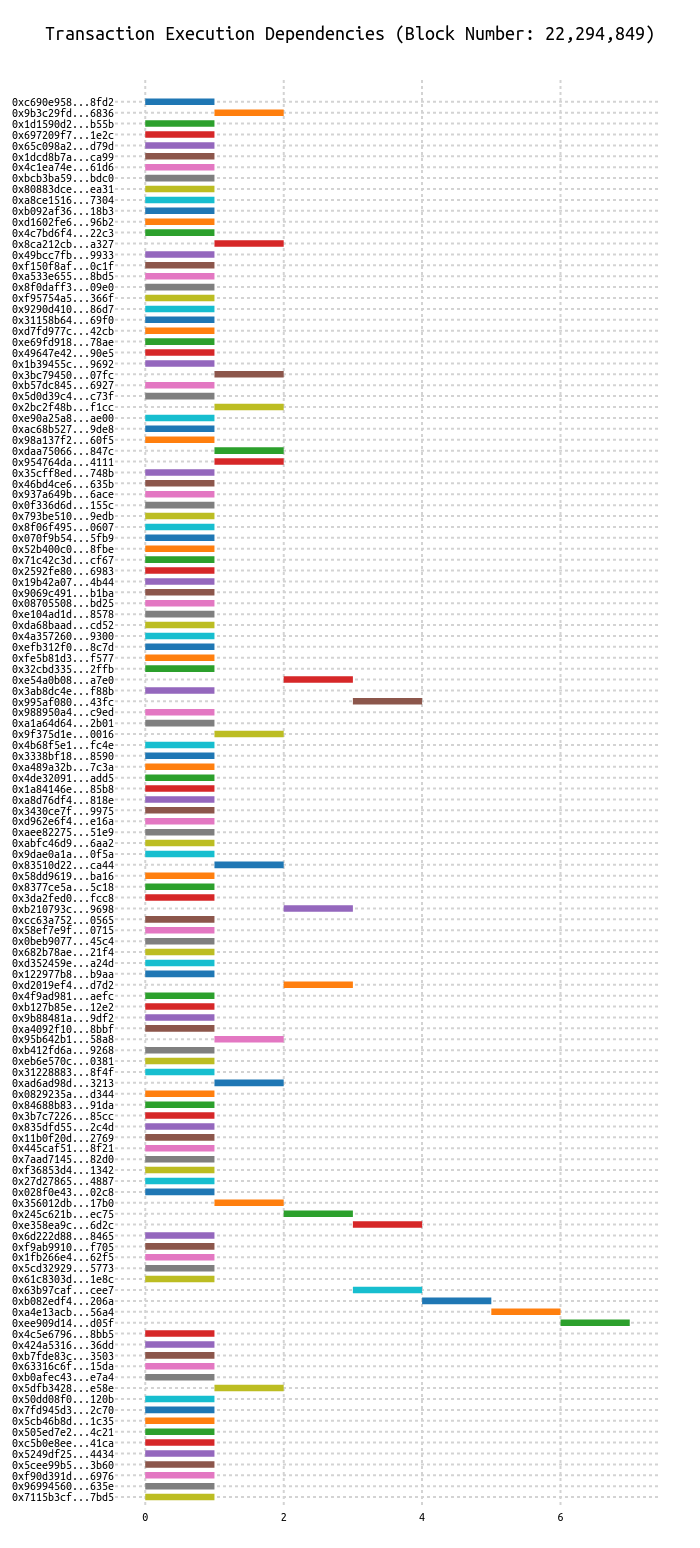 Transaction Execution Dependencies (Block Number: 22,294,849)
0xc690e958...8fd2
0x9b3c29fd...6836
0x1d1590d2...b55b
0x697209f7...1e2c
0x65c098a2...d79d
0x1dcd8b7a...ca99
0x4c1ea74e...61d6
0xbcb3ba59...bdc0
0x80883dce...ea31
0xa8ce1516...7304
0xb092af36...18b3
0xd1602fe6...96b2
0x4c7bd6f4...22c3
0x8ca212cb...a327
0x49bcc7fb...9933
0xf150f8af...0c1f
0xa533e655...8bd5
0x8f0daff3...09e0
0xf95754a5...366f
0x9290d410...86d7
0x31158b64...69f0
0xd7fd977c...42cb
0xe69fd918...78ae
0x49647e42...90e5
0x1b39455c...9692
0x3bc79450...07fc
0xb57dc845...6927
0x5d0d39c4...c73f
0x2bc2f48b...f1cc
0xe90a25a8...ae00
0xac68b527...9de8
0x98a137f2...60f5
0xdaa75066...847c
0x954764da...4111
0x35cff8ed...748b
0x46bd4ce6...635b
0x937a649b...6ace
0x0f336d6d...155c
0x793be510...9edb
0x8f06f495...0607
0x070f9b54...5fb9
0x52b400c0...8fbe
0x71c42c3d...cf67
0x2592fe80...6983
0x19b42a07...4b44
0x9069c491...b1ba
0x08705508...bd25
0xe104ad1d...8578
0xda68baad...cd52
0x4a357260...9300
0xefb312f0...8c7d
0xfe5b81d3...f577
0x32cbd335...2ffb
0xe54a0b08...a7e0
0x3ab8dc4e...f88b
0x995af080...43fc
0x988950a4...c9ed
0xa1a64d64...2b01
0x9f375d1e...0016
0x4b68f5e1...fc4e
0x3338bf18...8590
0xa489a32b...7c3a
0x4de32091...add5
0x1a84146e...85b8
0xa8d76df4...818e
0x3430ce7f...9975
0xd962e6f4...e16a
0xaee82275...51e9
0xabfc46d9...6aa2
0x9dae0a1a...0f5a
0x83510d22...ca44
0x58dd9619...ba16
0x8377ce5a...5c18
0x3da2fed0...fcc8
0xb210793c...9698
0xcc63a752...0565
0x58ef7e9f...0715
0x0beb9077...45c4
0x682b78ae...21f4
0xd352459e...a24d
0x122977b8...b9aa
0xd2019ef4...d7d2
0x4f9ad981...aefc
0xb127b85e...12e2
0x9b88481a...9df2
0xa4092f10...8bbf
0x95b642b1...58a8
0xb412fd6a...9268
0xeb6e570c...0381
0x31228883...8f4f
0xad6ad98d...3213
0x0829235a...d344
0x84688b83...91da
0x3b7c7226...85cc
0x835dfd55...2c4d
0x11b0f20d...2769
0x445caf51...8f21
0x7aad7145...82d0
0xf36853d4...1342
0x27d27865...4887
0x028f0e43...02c8
0x356012db...17b0
0x245c621b...ec75
0xe358ea9c...6d2c
0x6d222d88...8465
0xf9ab9910...f705
0x1fb266e4...62f5
0x5cd32929...5773
0x61c8303d...1e8c
0x63b97caf...cee7
0xb082edf4...206a
0xa4e13acb...56a4
0xee909d14...d05f
0x4c5e6796...8bb5
0x424a5316...36dd
0xb7fde83c...3503
0x63316c6f...15da
0xb0afec43...e7a4
0x5dfb3428...e58e
0x50dd08f0...120b
0x7fd945d3...2c70
0x5cb46b8d...1c35
0x505ed7e2...4c21
0xc5b0e8ee...41ca
0x5249df25...4434
0x5cee99b5...3b60
0xf90d391d...6976
0x96994560...635e
0x7115b3cf...7bd5
0 2 4 6